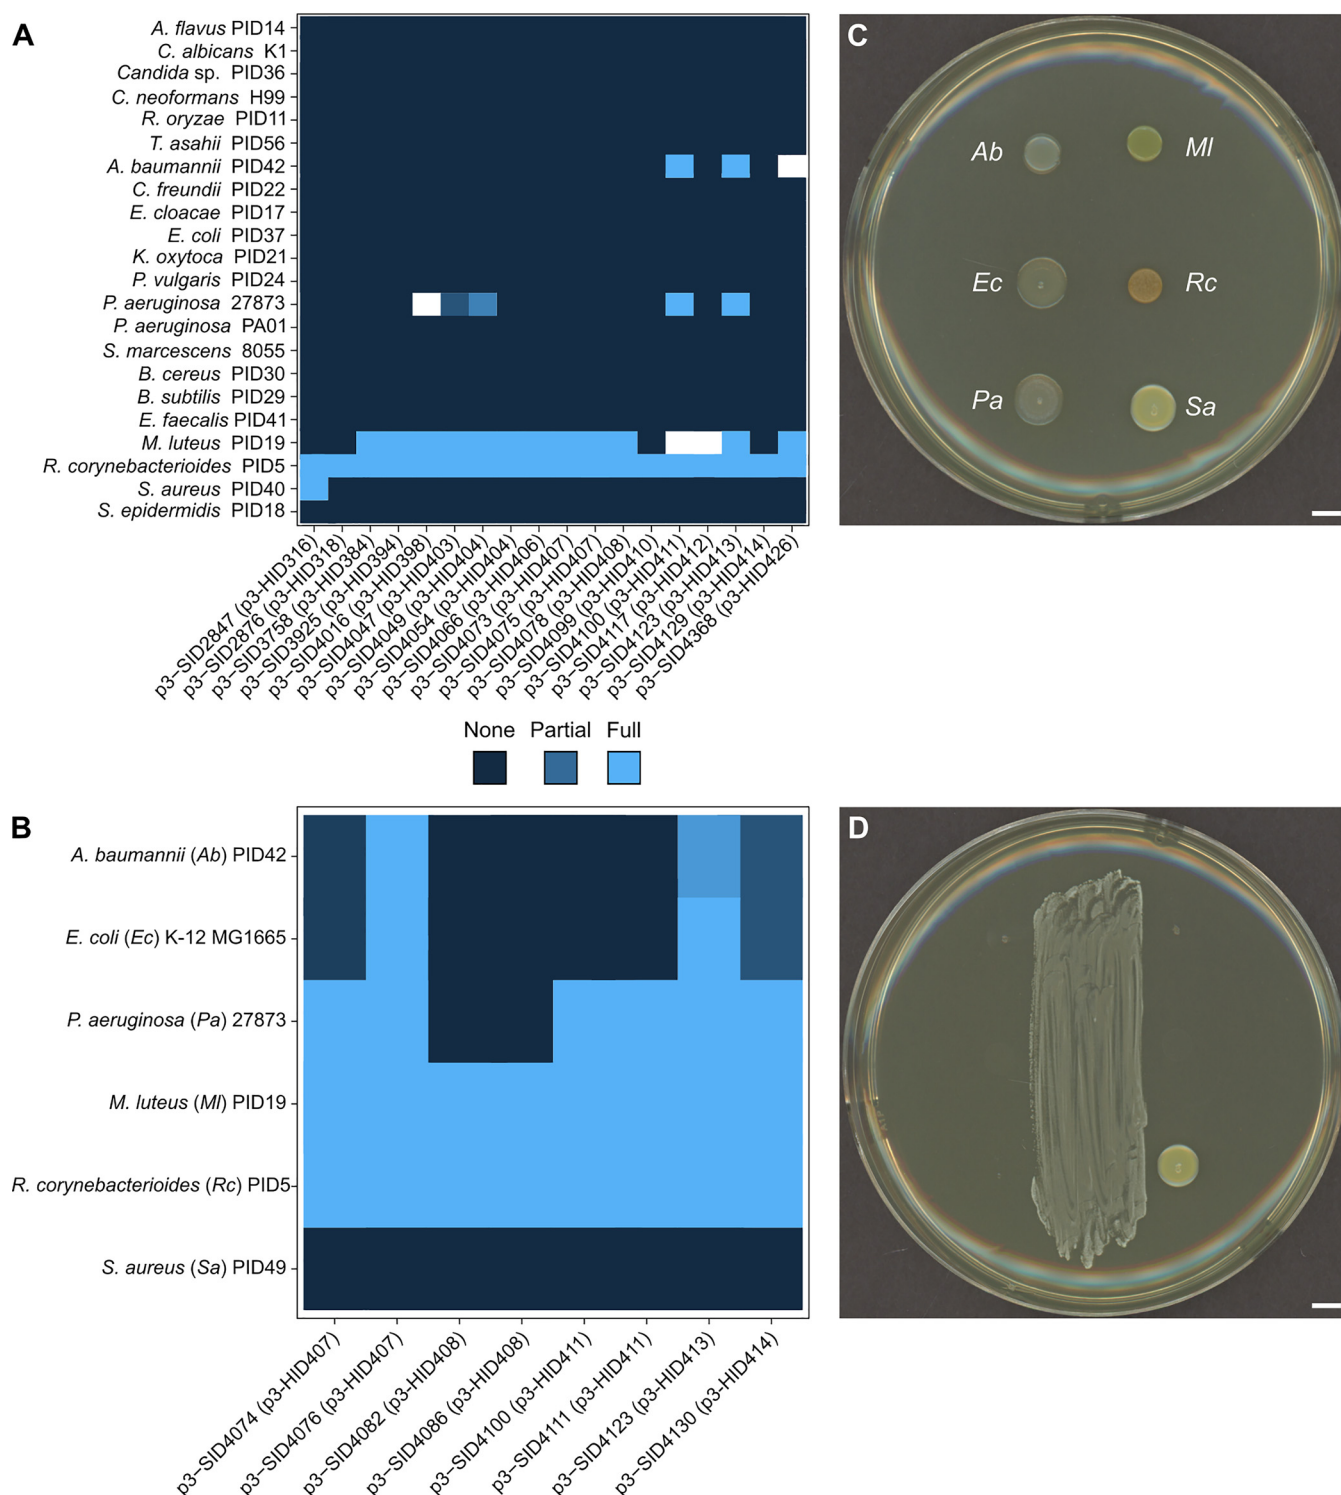 A
A. flavus PID14
C. albicans K1
Candida sp. PID36
C. neoformans H99
R. oryzae PID11
T. asahii PID56
A. baumannii PID42
C. freundii PID22
E. cloacae PID17
E. coli PID37
K. oxytoca PID21
P. vulgaris PID24
P. aeruginosa 27873
P. aeruginosa PA01
S. marcescens 8055
B. cereus PID30
B. subtilis PID29
E. faecalis PID41
M. luteus PID19
R. corynebacterioides PID5
S. aureus PID40
S. epidermidis PID18
p3-SID2847 (p3-HID316)
p3-SID2876 (p3-HID318)
p3-SID3758 (p3-HID384)
p3-SID3925 (p3-HID394)
p3-SID4016 (p3-HID398)
p3-SID4047 (p3-HID403)
p3-SID4049 (p3-HID404)
p3-SID4054 (p3-HID404)
p3-SID4066 (p3-HID406)
p3-SID4073 (p3-HID407)
p3-SID4075 (p3-HID407)
p3-SID4078 (p3-HID408)
p3-SID4099 (p3-HID410)
p3-SID4100 (p3-HID411)
p3-SID4117 (p3-HID412)
p3-SID4123 (p3-HID413)
p3-SID4129 (p3-HID414)
p3-SID4368 (p3-HID426)
None Partial Full
C
Ab Ml
Ec Rc
Pa Sa
B
A. baumannii (Ab) PID42
E. coli (Ec) K-12 MG1665
P. aeruginosa (Pa) 27873
M. luteus (Ml) PID19
R. corynebacterioides (Rc) PID5
S. aureus (Sa) PID49
p3-SID4074 (p3-HID407)
p3-SID4076 (p3-HID407)
p3-SID4082 (p3-HID408)
p3-SID4086 (p3-HID408)
p3-SID4100 (p3-HID411)
p3-SID4111 (p3-HID411)
p3-SID4123 (p3-HID413)
p3-SID4130 (p3-HID414)
D